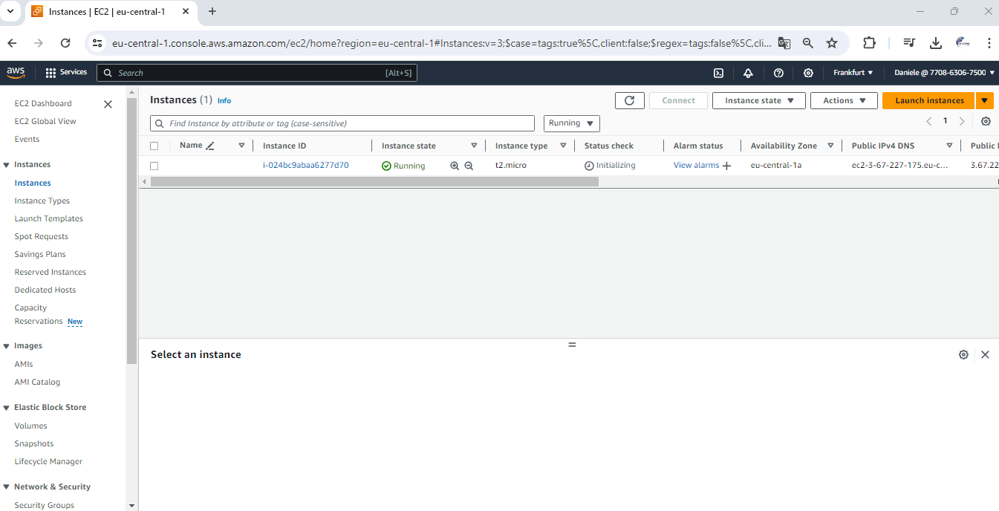 Instances | EC2 | eu-central-1
eu-central-1.console.aws.amazon.com/ec2/home?region=eu-central-1#Instances:v=3;$case=tags:true%5C,client:false;$regex=tags:false%5C,cli...
aws Services Search [Alt+S] Frankfurt Daniele @ 7708-6306-7500
EC2 Dashboard
EC2 Global View
Events
Instances
Instances
Instance Types
Launch Templates
Spot Requests
Savings Plans
Reserved Instances
Dedicated Hosts
Capacity
Reservations New
Images
AMIs
AMI Catalog
Elastic Block Store
Volumes
Snapshots
Lifecycle Manager
Network & Security
Security Groups
Instances (1) Info Connect Instance state Actions Launch instances
Find Instance by attribute or tag (case-sensitive) Running 1
Name Instance ID Instance state Instance type Status check Alarm status Availability Zone Public IPv4 DNS Public I
i-024bc9abaa6277d70 Running t2.micro Initializing View alarms + eu-central-1a ec2-3-67-227-175.eu-c... 3.67.22
Select an instance